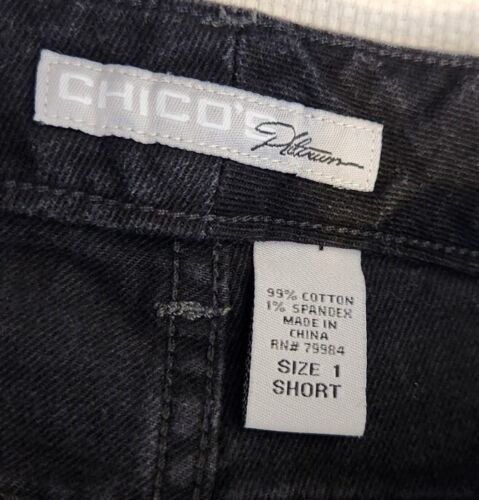 CHICO'S Platinum
99% COTTON
1% SPANDEX
MADE IN
CHINA
RN# 79984
SIZE 1
SHORT